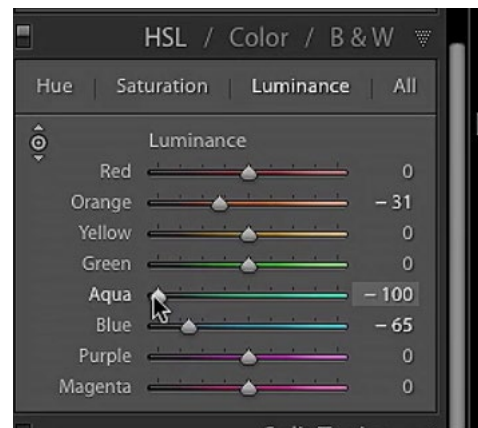 HSL / Color / B & W
Hue | Saturation | Luminance | All
Luminance
Red 0
Orange – 31
Yellow 0
Green 0
Aqua – 100
Blue – 65
Purple 0
Magenta 0